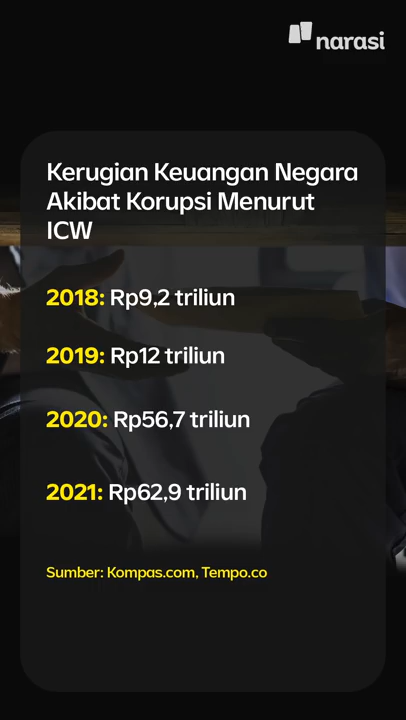 narasi
Kerugian Keuangan Negara
Akibat Korupsi Menurut
ICW
2018: Rp9,2 triliun
2019: Rp12 triliun
2020: Rp56,7 triliun
2021: Rp62,9 triliun
Sumber: Kompas.com, Tempo.co